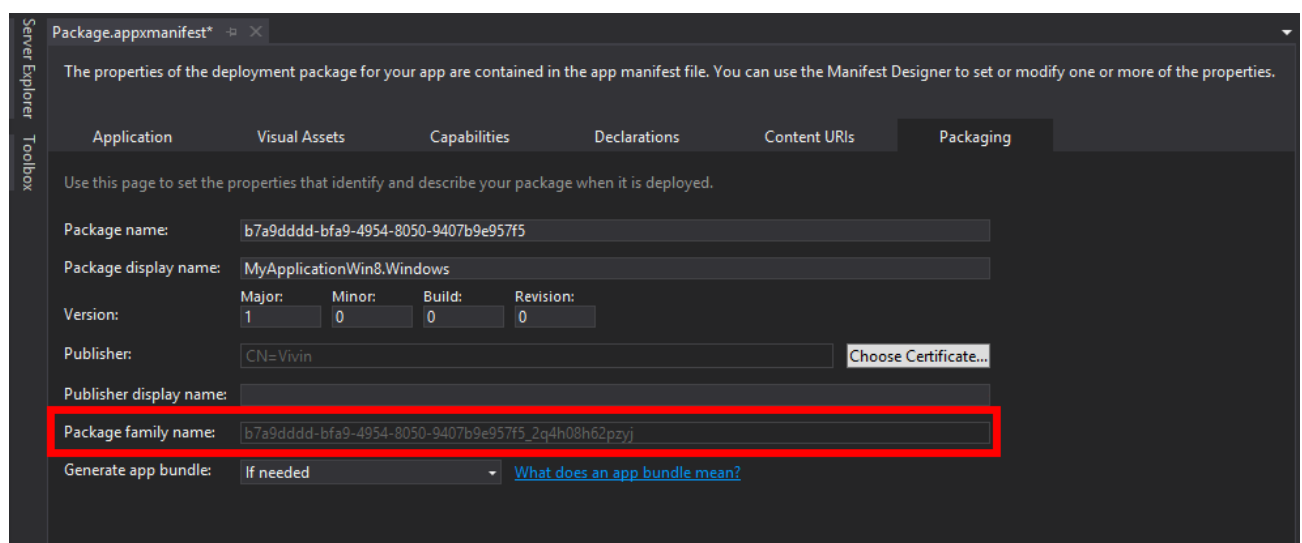 Server Explorer
Toolbox
Package.appxmanifest*
The properties of the deployment package for your app are contained in the app manifest file. You can use the Manifest Designer to set or modify one or more of the properties.
Application Visual Assets Capabilities Declarations Content URIs Packaging
Use this page to set the properties that identify and describe your package when it is deployed.
Package name: b7a9dddd-bfa9-4954-8050-9407b9e957f5
Package display name: MyApplicationWin8.Windows
Major: Minor: Build: Revision:
Version: 1 0 0 0
Publisher: CN=Vivin Choose Certificate...
Publisher display name:
Package family name: b7a9dddd-bfa9-4954-8050-9407b9e957f5_2q4h08h62pzyj
Generate app bundle: If needed What does an app bundle mean?